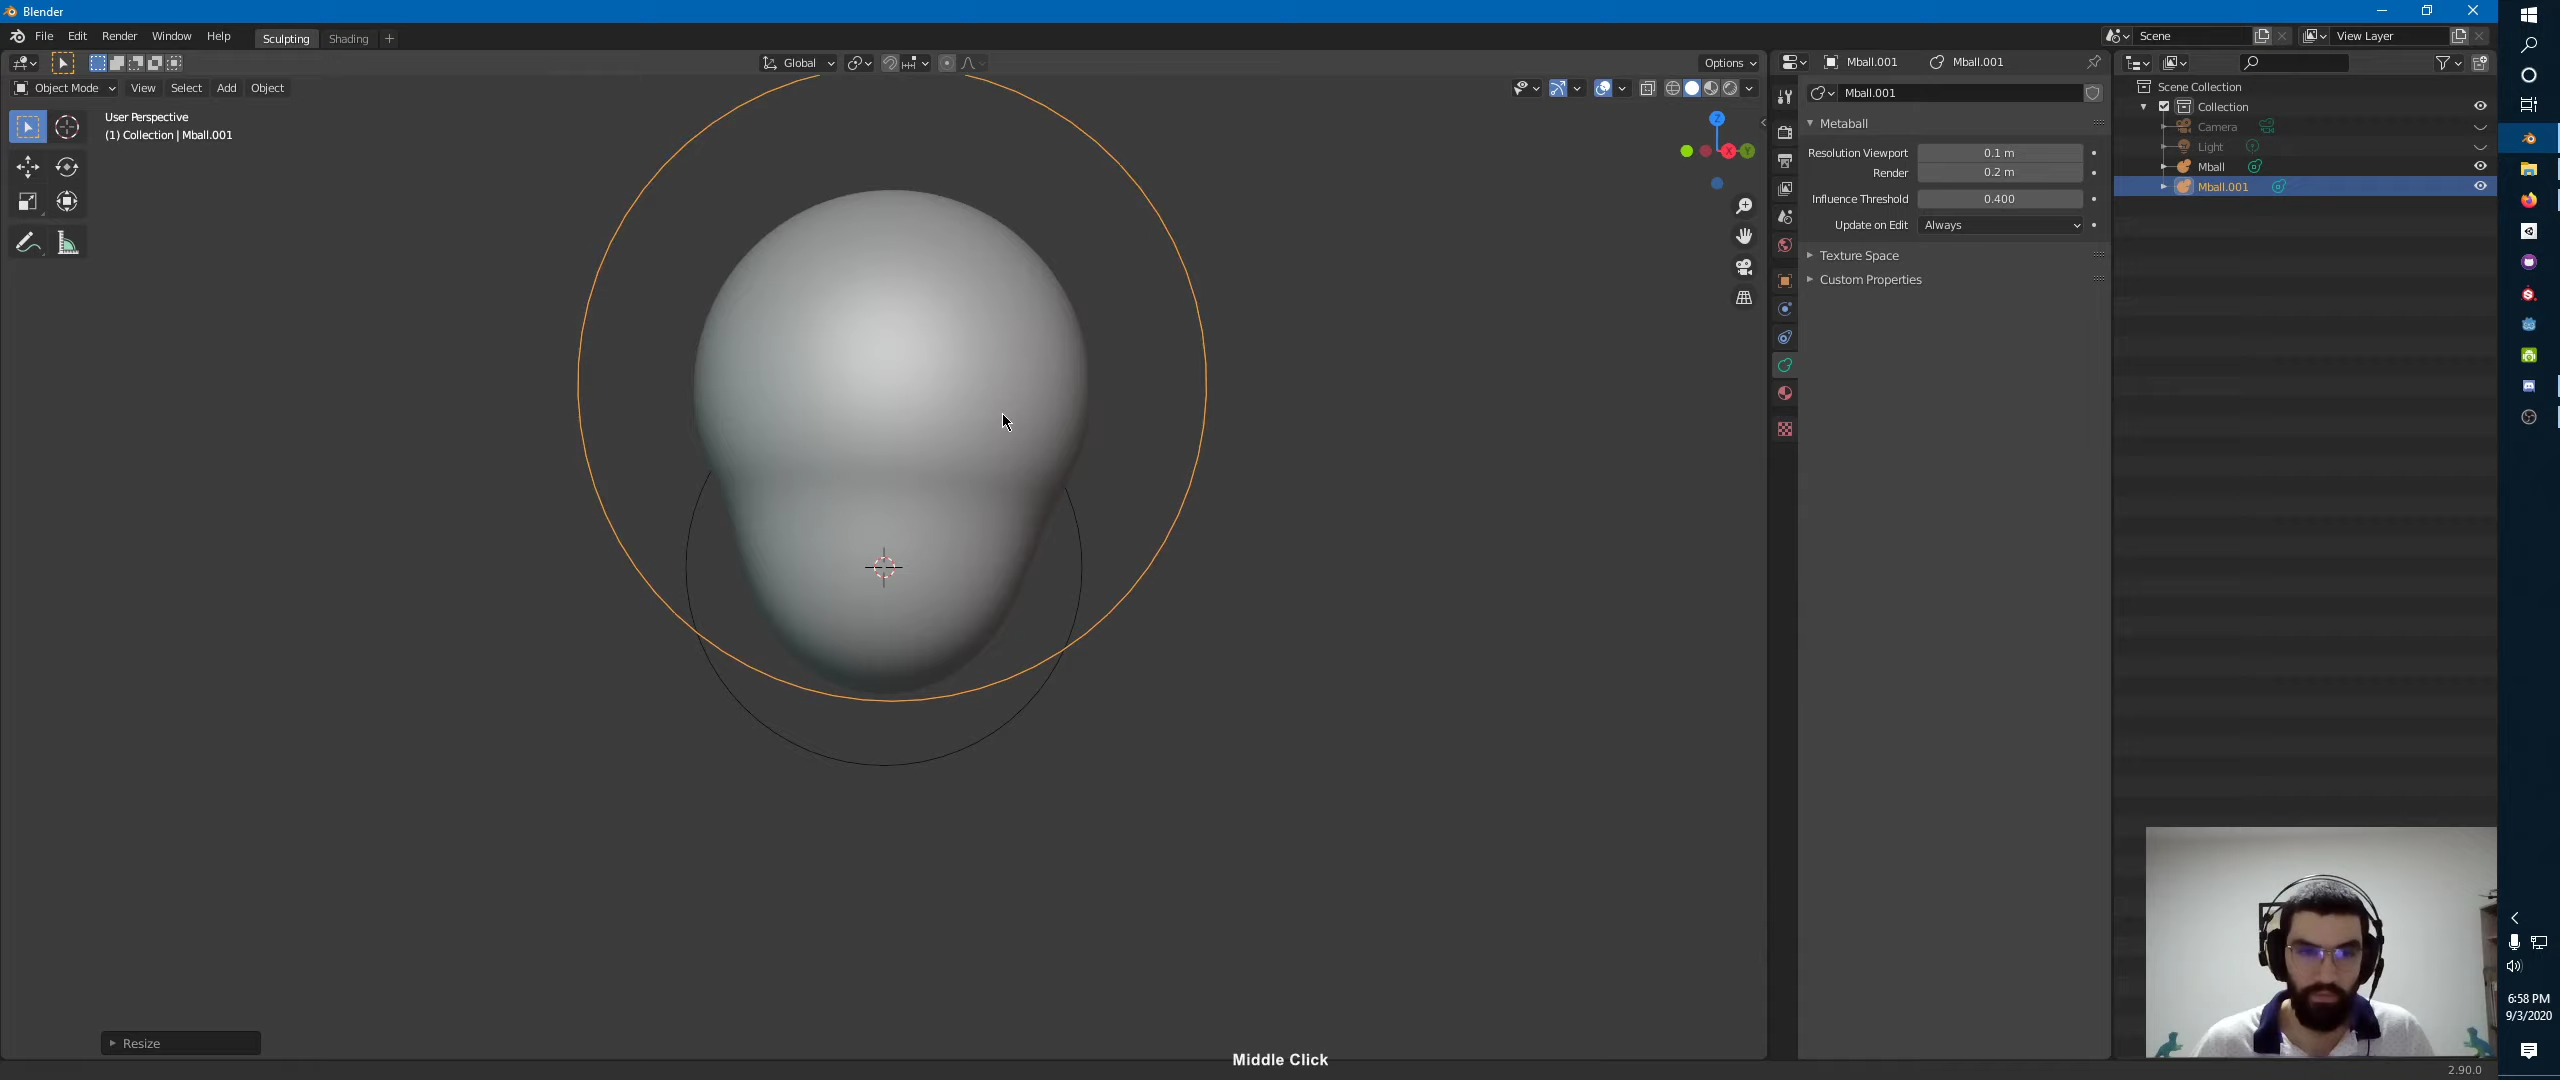 Blender
File Edit Render Window Help
Sculpting Shading +
Scene
View Layer
Global
Options
Object Mode View Select Add Object
User Perspective
(1) Collection | Mball.001
Z
X
Y
Resize
Middle Click
Mball.001 Mball.001
Mball.001
Metaball
Resolution Viewport 0.1 m
Render 0.2 m
Influence Threshold 0.400
Update on Edit Always
Texture Space
Custom Properties
Scene Collection
Collection
Camera
Light
Mball
Mball.001
6:58 PM
9/3/2020
2.90.0